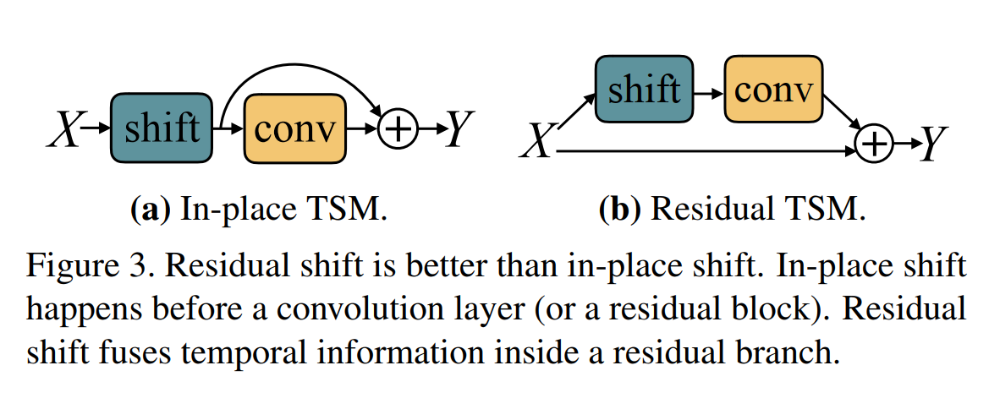 X shift conv + Y
X shift conv + Y
(a) In-place TSM.
(b) Residual TSM.
Figure 3. Residual shift is better than in-place shift. In-place shift
happens before a convolution layer (or a residual block). Residual
shift fuses temporal information inside a residual branch.